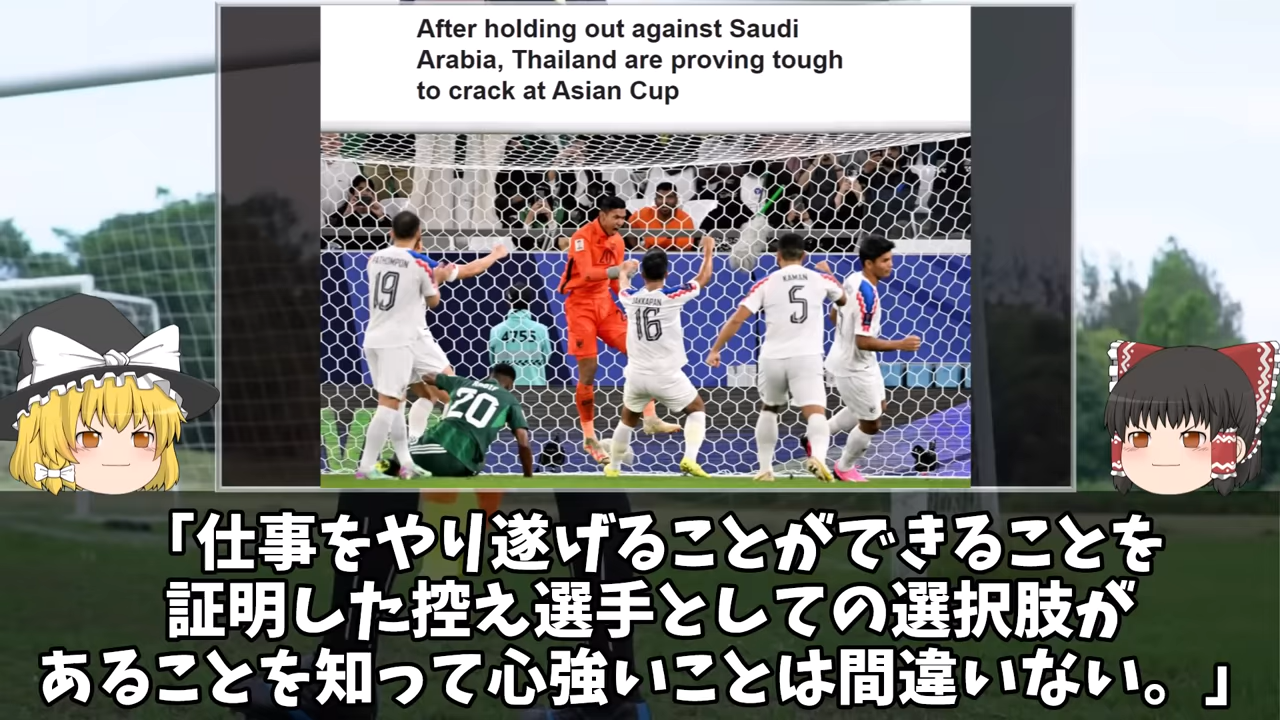 After holding out against Saudi
Arabia, Thailand are proving tough
to crack at Asian Cup
19
20
JAKKAPAN
16
KAMAN
5
4755
「仕事をやり遂げることができることを
証明した控え選手としての選択肢が
あることを知って心強いことは間違いない。」